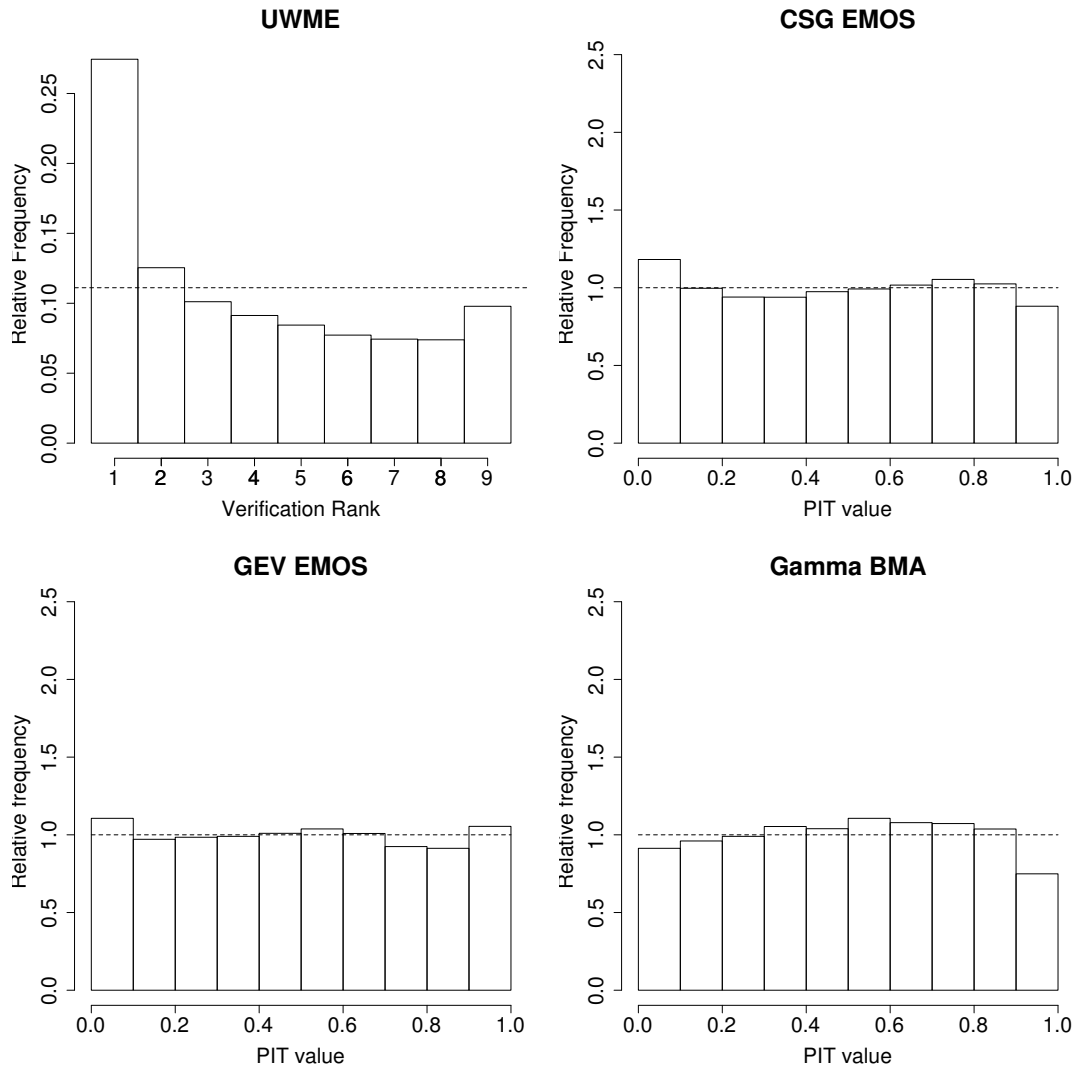 UWME
Relative Frequency
0.00 0.05 0.10 0.15 0.20 0.25
1 2 3 4 5 6 7 8 9
Verification Rank
CSG EMOS
Relative Frequency
0.0 0.5 1.0 1.5 2.0 2.5
0.0 0.2 0.4 0.6 0.8 1.0
PIT value
GEV EMOS
Relative frequency
0.0 0.5 1.0 1.5 2.0 2.5
0.0 0.2 0.4 0.6 0.8 1.0
PIT value
Gamma BMA
Relative frequency
0.0 0.5 1.0 1.5 2.0 2.5
0.0 0.2 0.4 0.6 0.8 1.0
PIT value